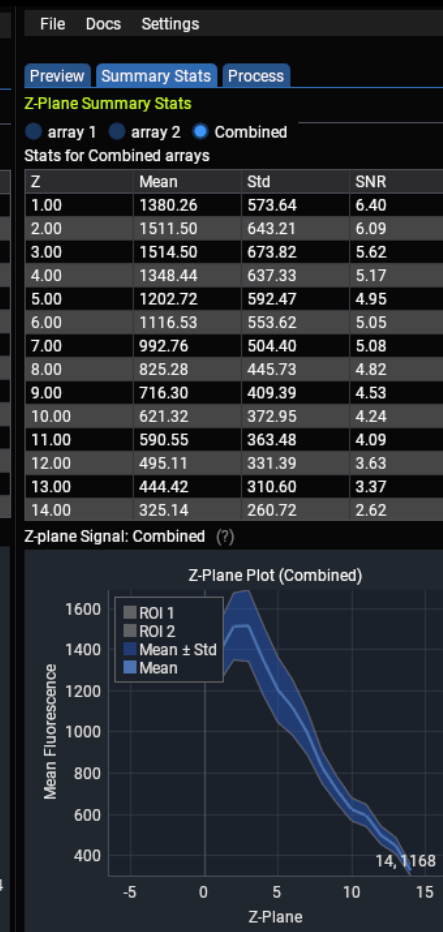 File Docs Settings
Preview Summary Stats Process
Z-Plane Summary Stats
array 1 array 2 Combined
Stats for Combined arrays
Z Mean Std SNR
1.00 1380.26 573.64 6.40
2.00 1511.50 643.21 6.09
3.00 1514.50 673.82 5.62
4.00 1348.44 637.33 5.17
5.00 1202.72 592.47 4.95
6.00 1116.53 553.62 5.05
7.00 992.76 504.40 5.08
8.00 825.28 445.73 4.82
9.00 716.30 409.39 4.53
10.00 621.32 372.95 4.24
11.00 590.55 363.48 4.09
12.00 495.11 331.39 3.63
13.00 444.42 310.60 3.37
14.00 325.14 260.72 2.62
Z-plane Signal: Combined (?)
Z-Plane Plot (Combined)
1600
1400
1200
1000
800
600
400
Mean Fluorescence
ROI 1
ROI 2
Mean ± Std
Mean
14, 1168
-5 0 5 10 15
Z-Plane